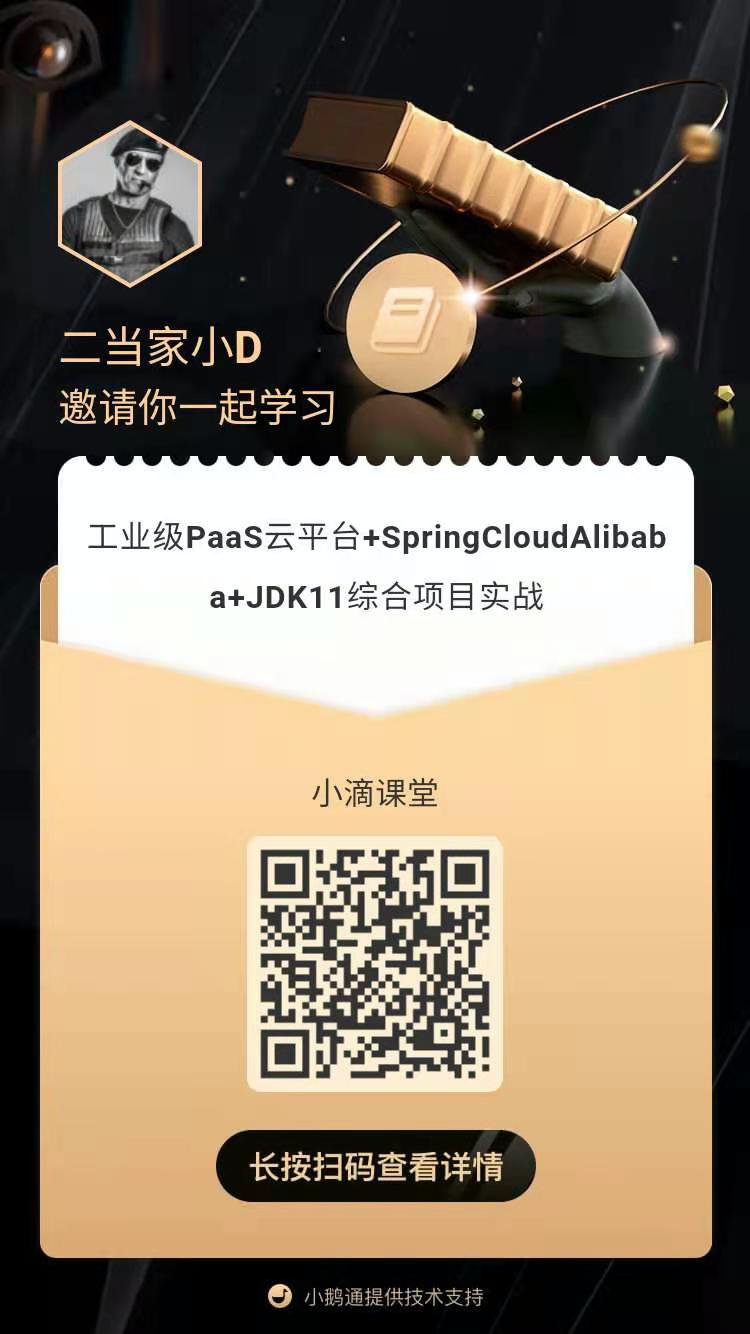 二当家小D
邀请你一起学习
工业级PaaS云平台+SpringCloudAlibab
a+JDK11综合项目实战
小滴课堂
长按扫码查看详情
小鹅通提供技术支持